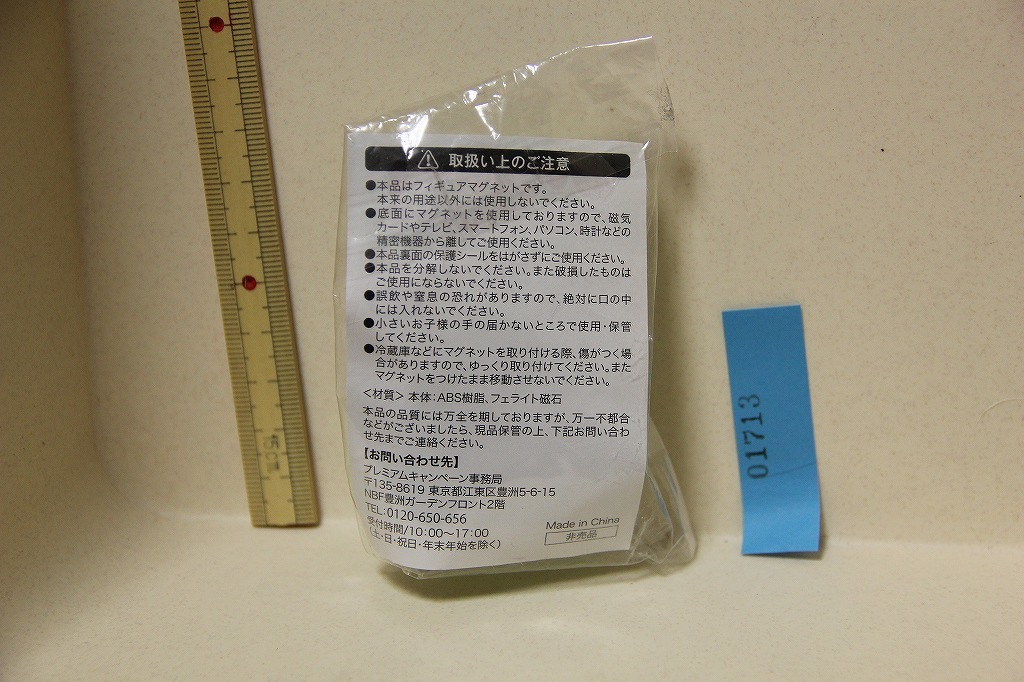 取扱い上のご注意
●本品はフィギュアマグネットです。
本来の用途以外には使用しないでください。
●底面にマグネットを使用しておりますので、磁気
カードやテレビ、スマートフォン、パソコン、時計などの
精密機器から離してご使用ください。
●本品裏面の保護シールをはがさずにご使用ください。
●本品を分解しないでください。また破損したものは
ご使用にならないでください。
●誤飲や窒息の恐れがありますので、絶対に口の中
には入れないでください。
●小さいお子様の手の届かないところで使用・保管
してください。
●冷蔵庫などにマグネットを取り付ける際、傷がつく場
合がありますので、ゆっくり取り付けてください。また
マグネットをつけたまま移動させないでください。
＜材質＞ 本体：ABS樹脂、フェライト磁石
本品の品質には万全を期しておりますが、万一不都合
などがございましたら、現品保管の上、下記お問い合わ
せ先までご連絡ください。
【お問い合わせ先】
プレミアムキャンペーン事務局
〒135-8619 東京都江東区豊洲5-6-15
NBF豊洲ガーデンフロント2階
TEL：0120-650-656
受付時間/10：00〜17：00
（土・日・祝日・年末年始を除く）
Made in China
非売品
01713
15cm